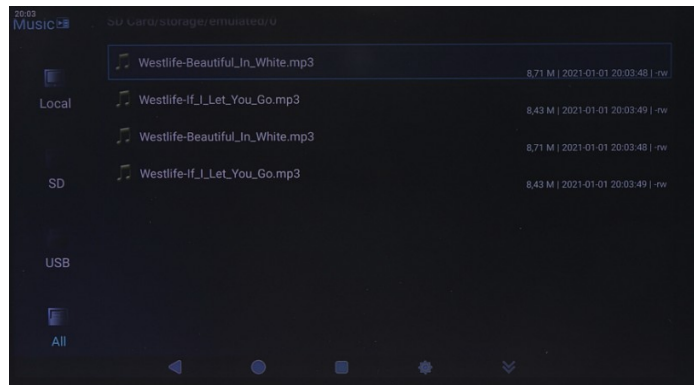 20:03
Music
SD Card/storage/emulated/0
Westlife-Beautiful_In_White.mp3
8,71 M | 2021-01-01 20:03:48 | -rw
Local
Westlife-If_I_Let_You_Go.mp3
8,43 M | 2021-01-01 20:03:49 | -rw
Westlife-Beautiful_In_White.mp3
8,71 M | 2021-01-01 20:03:48 | -rw
SD
Westlife-If_I_Let_You_Go.mp3
8,43 M | 2021-01-01 20:03:49 | -rw
USB
All